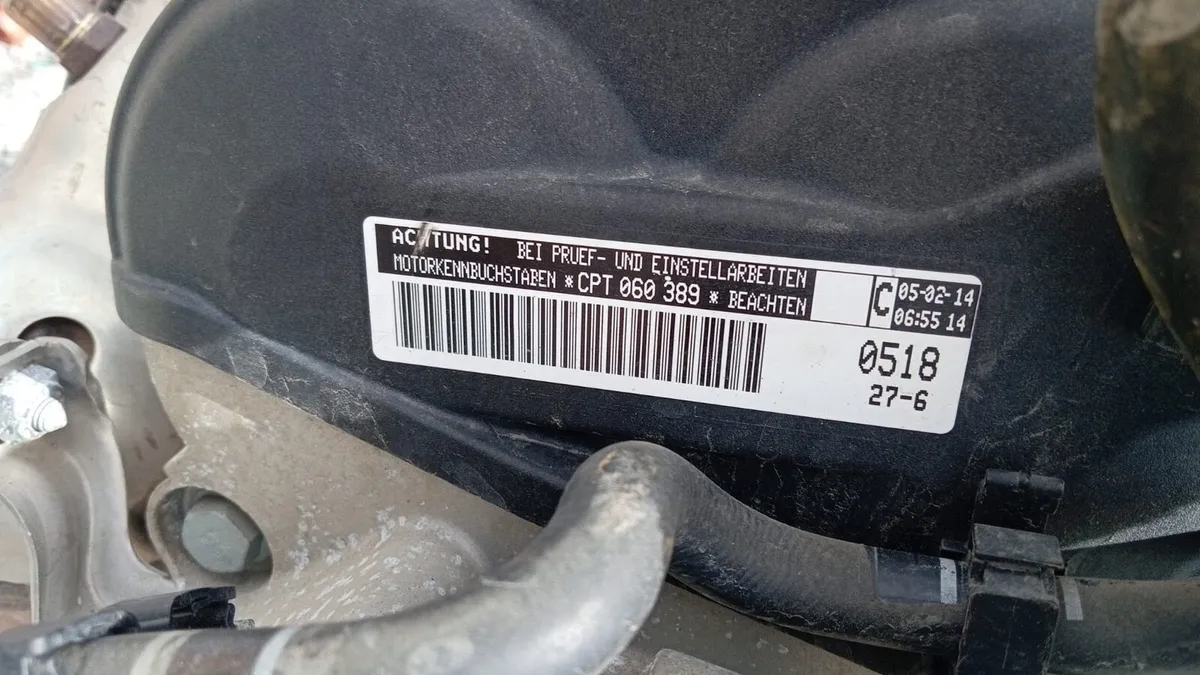 ACHTUNG! BEI PRUEF- UND EINSTELLARBEITEN
MOTORKENNBUCHSTABEN *CPT 060 389 * BEACHTEN
C
05-02-14
06:55 14
0518
27-6